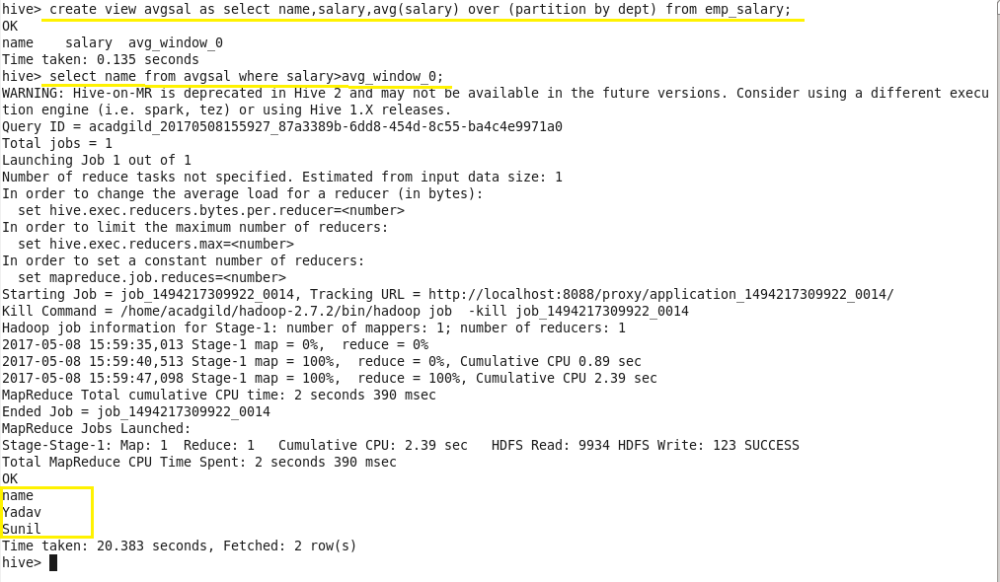 hive> create view avgsal as select name,salary,avg(salary) over (partition by dept) from emp_salary;
OK
name    salary  avg_window_0
Time taken: 0.135 seconds
hive> select name from avgsal where salary>avg_window_0;
WARNING: Hive-on-MR is deprecated in Hive 2 and may not be available in the future versions. Consider using a different execu
tion engine (i.e. spark, tez) or using Hive 1.X releases.
Query ID = acadgild_20170508155927_87a3389b-6dd8-454d-8c55-ba4c4e9971a0
Total jobs = 1
Launching Job 1 out of 1
Number of reduce tasks not specified. Estimated from input data size: 1
In order to change the average load for a reducer (in bytes):
  set hive.exec.reducers.bytes.per.reducer=<number>
In order to limit the maximum number of reducers:
  set hive.exec.reducers.max=<number>
In order to set a constant number of reducers:
  set mapreduce.job.reduces=<number>
Starting Job = job_1494217309922_0014, Tracking URL = http://localhost:8088/proxy/application_1494217309922_0014/
Kill Command = /home/acadgild/hadoop-2.7.2/bin/hadoop job  -kill job_1494217309922_0014
Hadoop job information for Stage-1: number of mappers: 1; number of reducers: 1
2017-05-08 15:59:35,013 Stage-1 map = 0%,  reduce = 0%
2017-05-08 15:59:40,513 Stage-1 map = 100%,  reduce = 0%, Cumulative CPU 0.89 sec
2017-05-08 15:59:47,098 Stage-1 map = 100%,  reduce = 100%, Cumulative CPU 2.39 sec
MapReduce Total cumulative CPU time: 2 seconds 390 msec
Ended Job = job_1494217309922_0014
MapReduce Jobs Launched:
Stage-Stage-1: Map: 1  Reduce: 1   Cumulative CPU: 2.39 sec   HDFS Read: 9934 HDFS Write: 123 SUCCESS
Total MapReduce CPU Time Spent: 2 seconds 390 msec
OK
name
Yadav
Sunil
Time taken: 20.383 seconds, Fetched: 2 row(s)
hive>